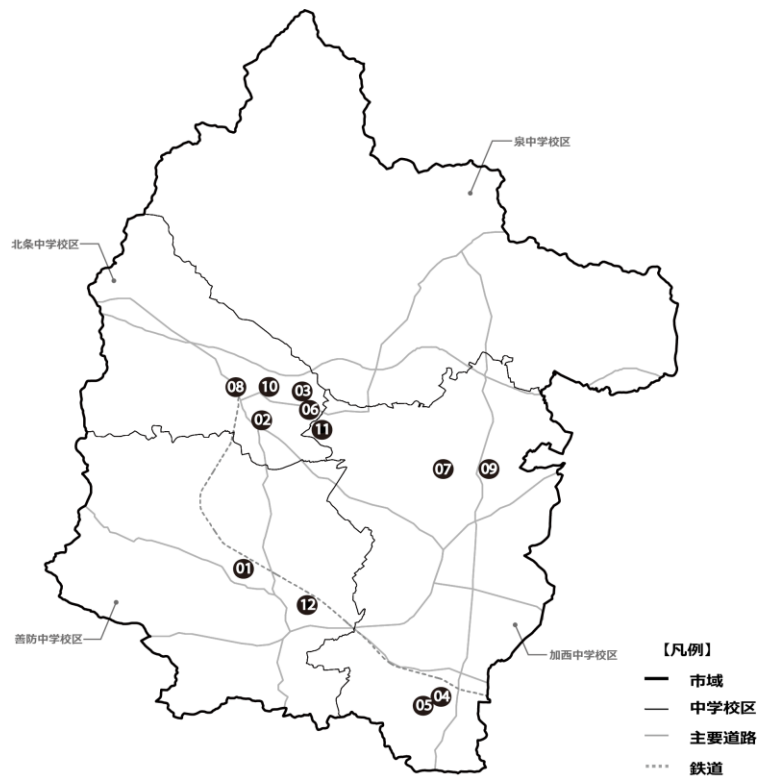 泉中学校区
北条中学校区
08
10
03
06
02
11
07
09
01
12
善防中学校区
加西中学校区
04
05
【凡例】
市域
中学校区
主要道路
鉄道